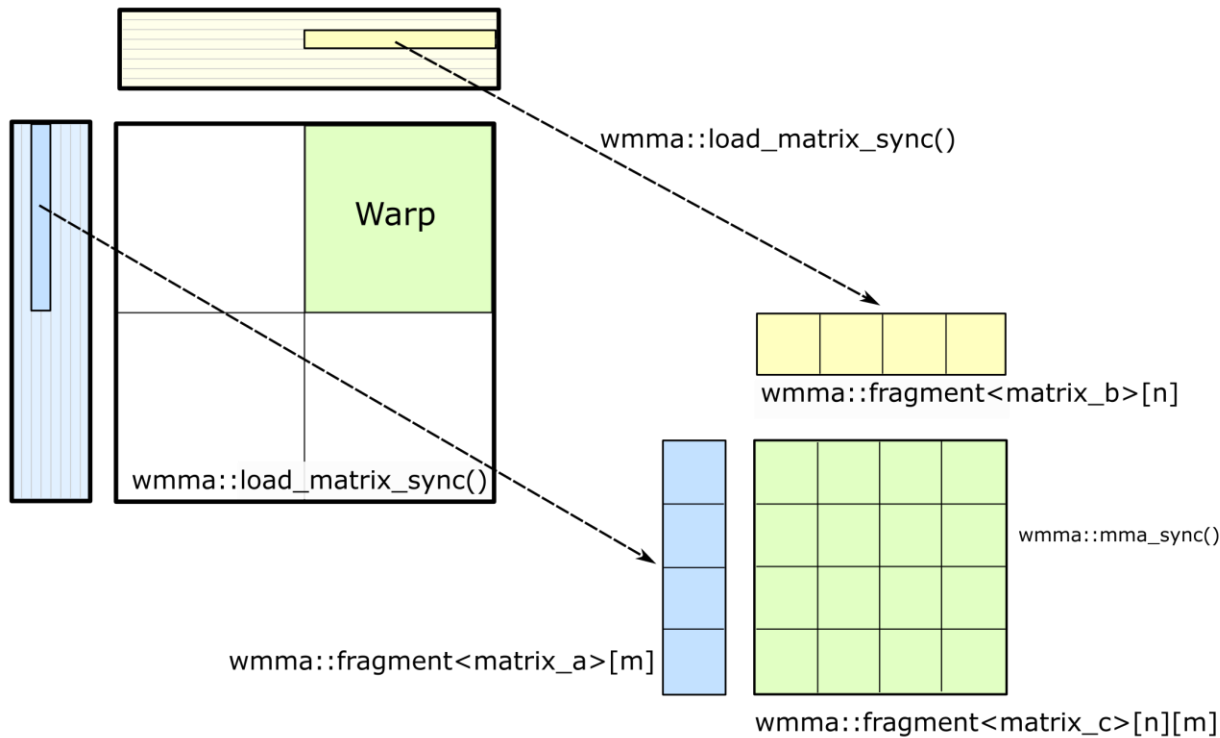 wmma::load_matrix_sync()
Warp
wmma::fragment<matrix_b>[n]
wmma::load_matrix_sync()
wmma::mma_sync()
wmma::fragment<matrix_a>[m]
wmma::fragment<matrix_c>[n][m]